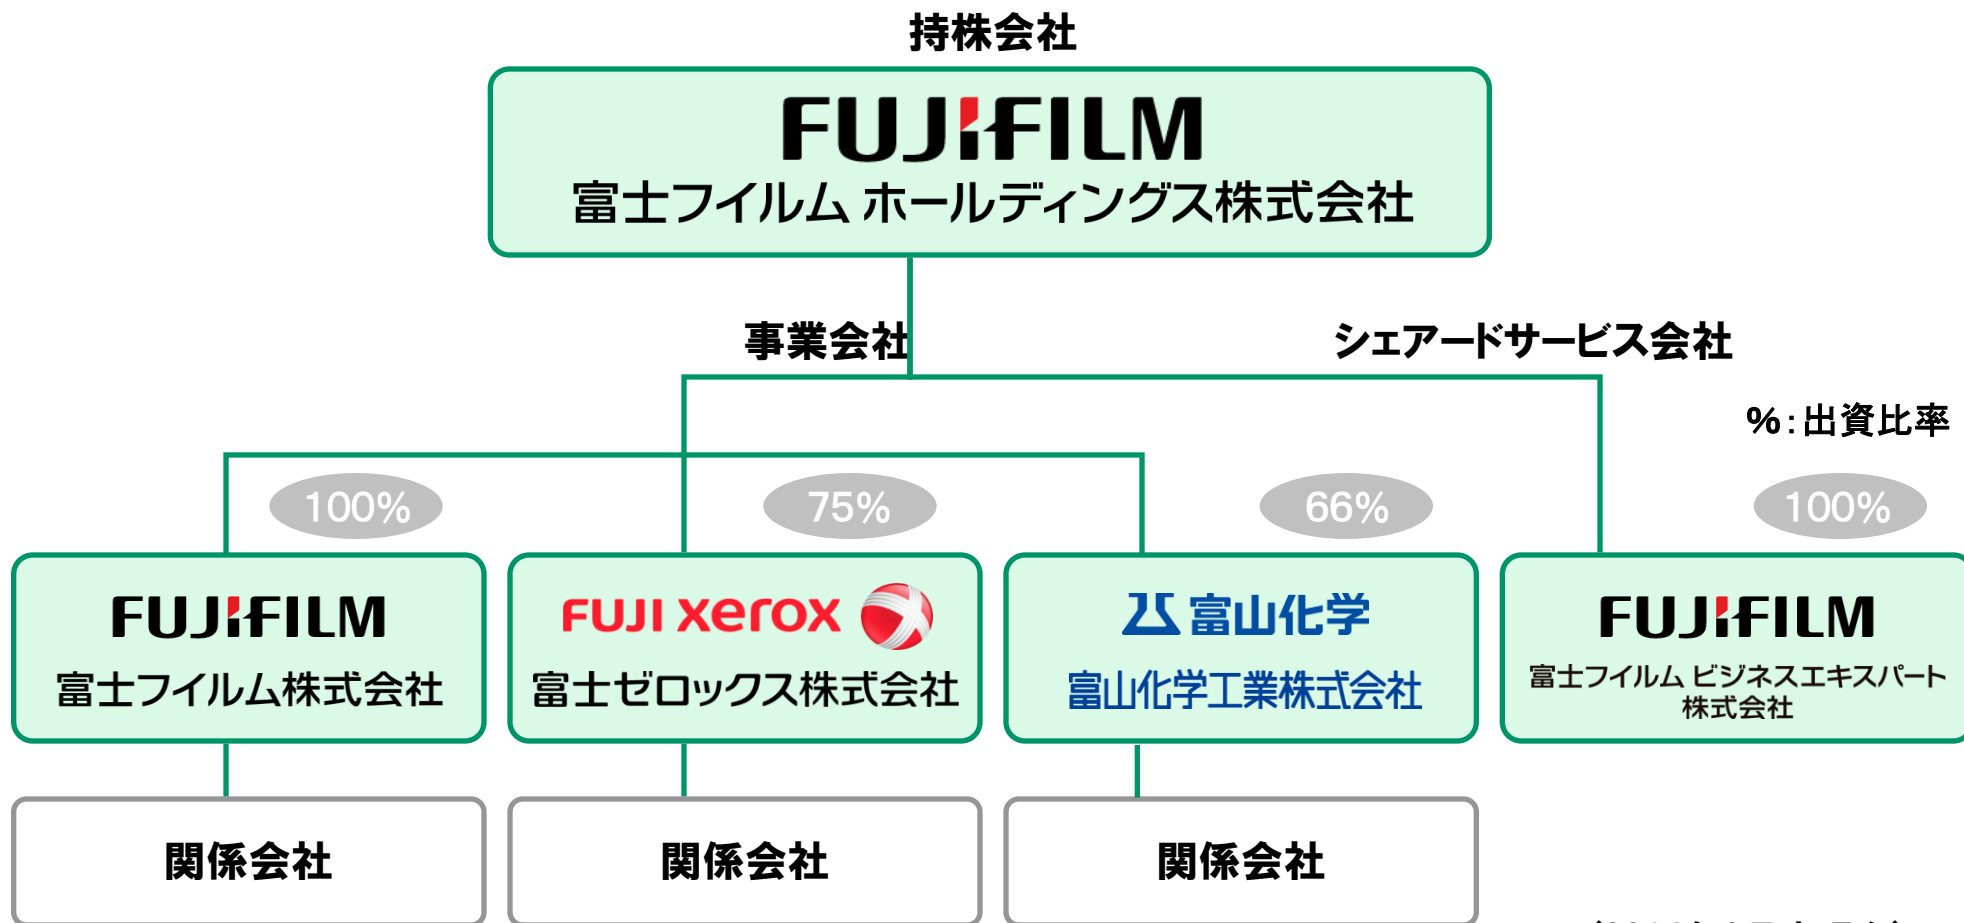 持株会社
FUJIFILM
富士フイルム ホールディングス株式会社
事業会社
シェアードサービス会社
%:出資比率
100%
75%
66%
100%
FUJIFILM
富士フイルム株式会社
FUJI xerox
富士ゼロックス株式会社
富山化学
富山化学工業株式会社
FUJIFILM
富士フイルム ビジネスエキスパート
株式会社
関係会社
関係会社
関係会社